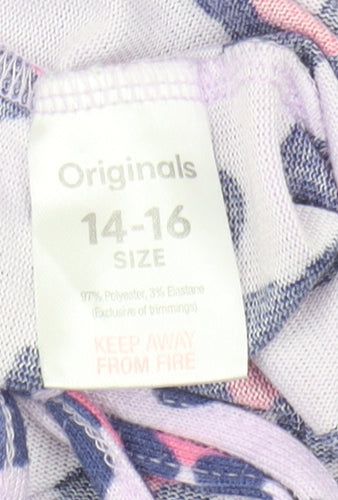 Originals
14-16
SIZE
97% Polyester, 3% Elastane
(Exclusive of trimmings)
KEEP AWAY
FROM FIRE